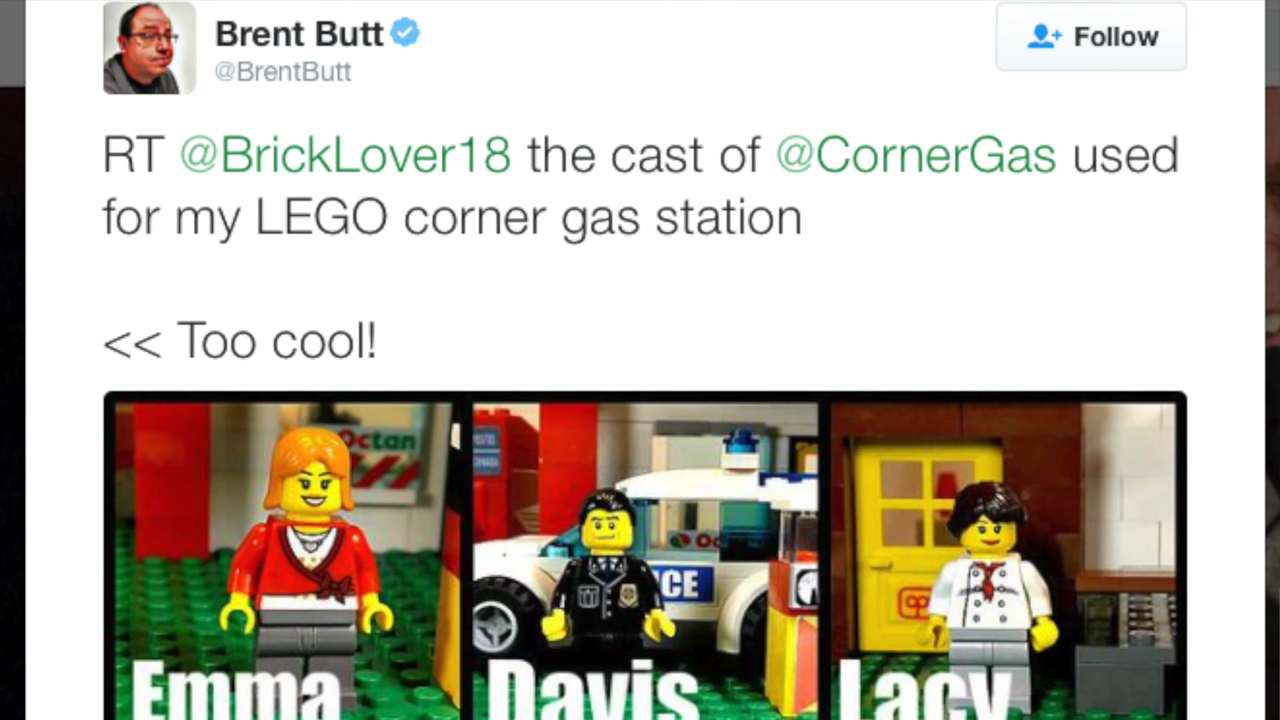 Brent Butt
@BrentButt
Follow
RT @BrickLover18 the cast of @CornerGas used
for my LEGO corner gas station
<< Too cool!
Octan
Emma
Davis
Lacy